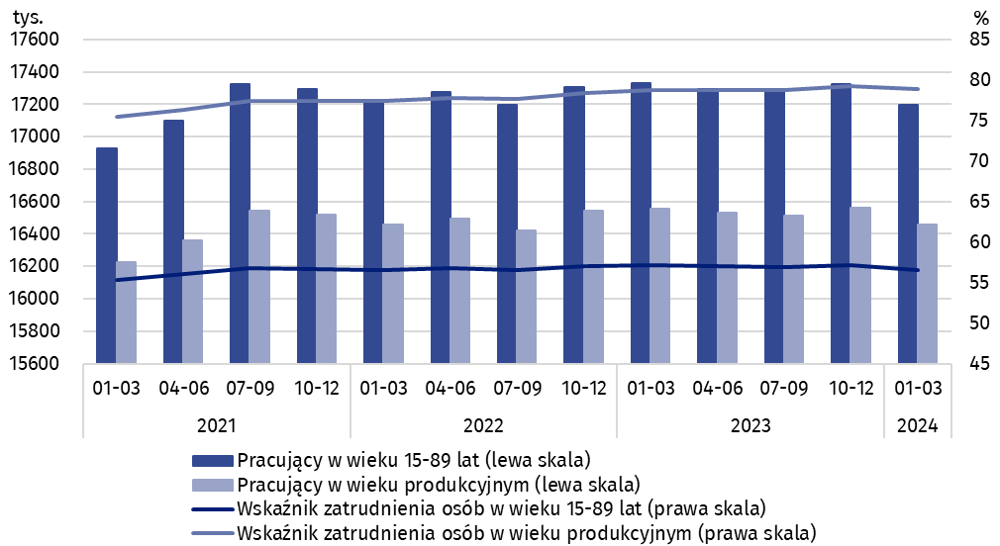 tys. %
17600 85
17400 80
17200 75
17000 70
16800 65
16600 60
16400 55
16200 50
16000 45
15800
15600
01-03 04-06 07-09 10-12 01-03 04-06 07-09 10-12 01-03 04-06 07-09 10-12 01-03
2021 2022 2023 2024
Pracujący w wieku 15-89 lat (lewa skala)
Pracujący w wieku produkcyjnym (lewa skala)
Wskaźnik zatrudnienia osób w wieku 15-89 lat (prawa skala)
Wskaźnik zatrudnienia osób w wieku produkcyjnym (prawa skala)